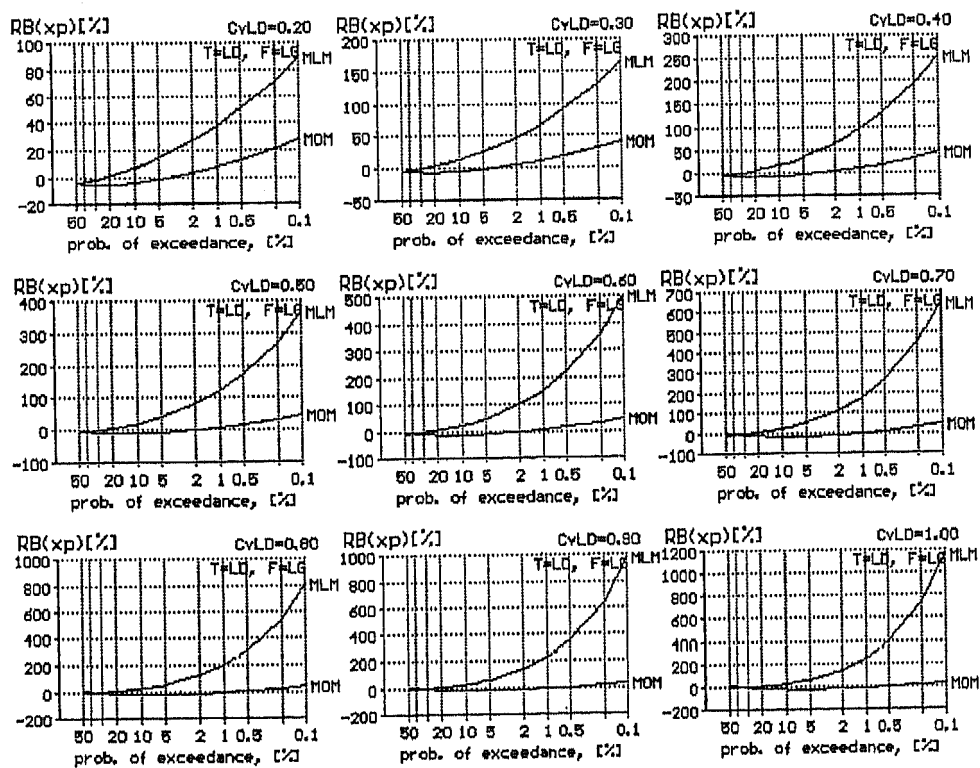 RB(xp)[%] CvLD=0.20
T=LD, F=LG
100
80
60
40
20
0
-20
MLM
MOM
50 20 10 5 2 1 0.5 0.1
prob. of exceedance, [%]
RB(xp)[%] CvLD=0.30
T=LD, F=LG
200
150
100
50
0
-50
MLM
MOM
50 20 10 5 2 1 0.5 0.1
prob. of exceedance, [%]
RB(xp)[%] CvLD=0.40
T=LD, F=LG
300
250
200
150
100
50
0
-50
MLM
MOM
50 20 10 5 2 1 0.5 0.1
prob. of exceedance, [%]
RB(xp)[%] CvLD=0.50
T=LD, F=LG
400
300
200
100
0
-100
MLM
MOM
50 20 10 5 2 1 0.5 0.1
prob. of exceedance, [%]
RB(xp)[%] CvLD=0.60
T=LD, F=LG
500
400
300
200
100
0
-100
MLM
MOM
50 20 10 5 2 1 0.5 0.1
prob. of exceedance, [%]
RB(xp)[%] CvLD=0.70
T=LD, F=LG
700
600
500
400
300
200
100
0
-100
MLM
MOM
50 20 10 5 2 1 0.5 0.1
prob. of exceedance, [%]
RB(xp)[%] CvLD=0.80
T=LD, F=LG
1000
800
600
400
200
0
-200
MLM
MOM
50 20 10 5 2 1 0.5 0.1
prob. of exceedance, [%]
RB(xp)[%] CvLD=0.90
T=LD, F=LG
1000
800
600
400
200
0
-200
MLM
MOM
50 20 10 5 2 1 0.5 0.1
prob. of exceedance, [%]
RB(xp)[%] CvLD=1.00
T=LD, F=LG
1200
1000
800
600
400
200
0
-200
MLM
MOM
50 20 10 5 2 1 0.5 0.1
prob. of exceedance, [%]